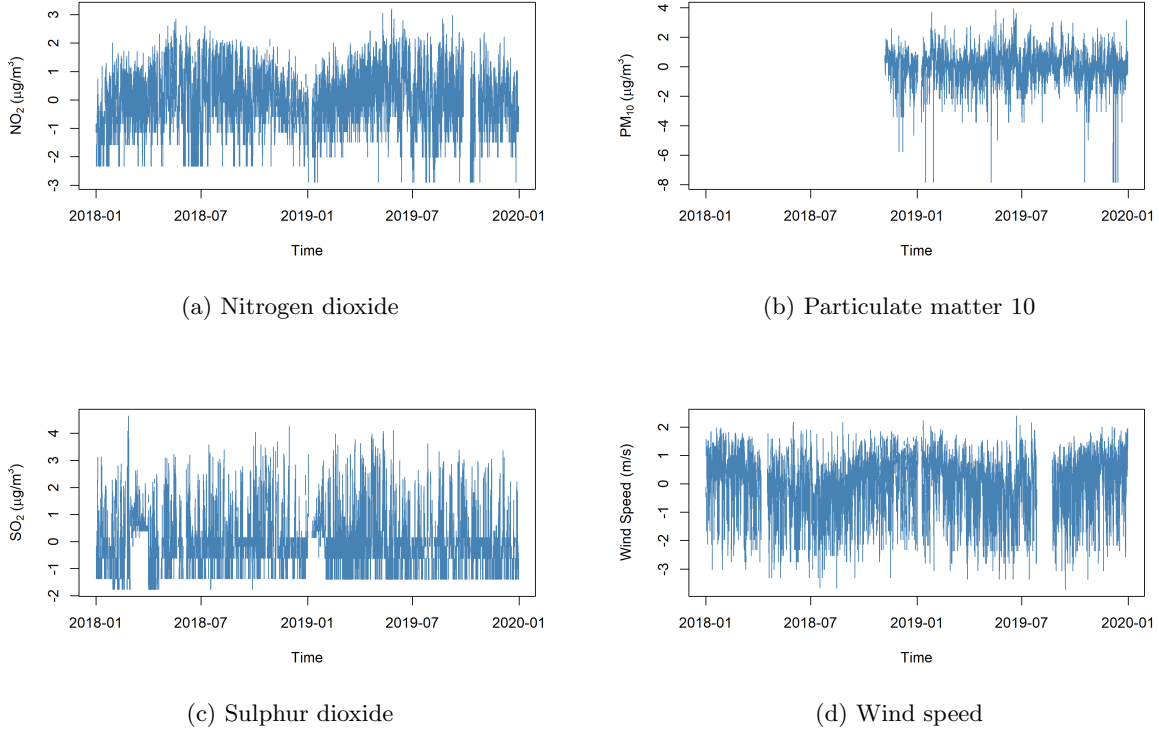 NO₂ (µg/m³)
3
2
1
0
-1
-2
-3
2018-01 2018-07 2019-01 2019-07 2020-01
Time
(a) Nitrogen dioxide
PM₁₀ (µg/m³)
4
2
0
-2
-4
-6
-8
2018-01 2018-07 2019-01 2019-07 2020-01
Time
(b) Particulate matter 10
SO₂ (µg/m³)
4
3
2
1
0
-1
-2
2018-01 2018-07 2019-01 2019-07 2020-01
Time
(c) Sulphur dioxide
Wind Speed (m/s)
2
1
0
-1
-3
2018-01 2018-07 2019-01 2019-07 2020-01
Time
(d) Wind speed